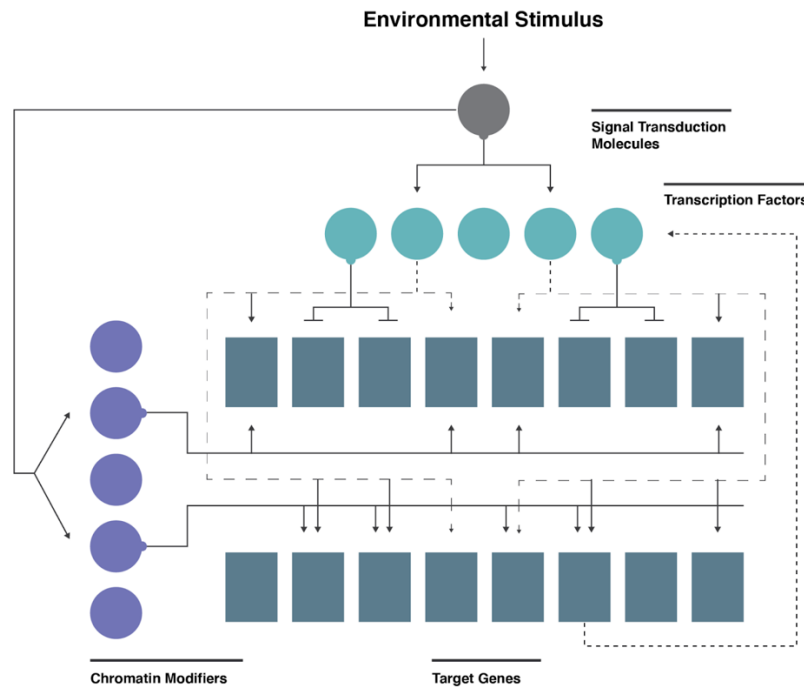 Environmental Stimulus
Signal Transduction
Molecules
Transcription Factors
Chromatin Modifiers
Target Genes